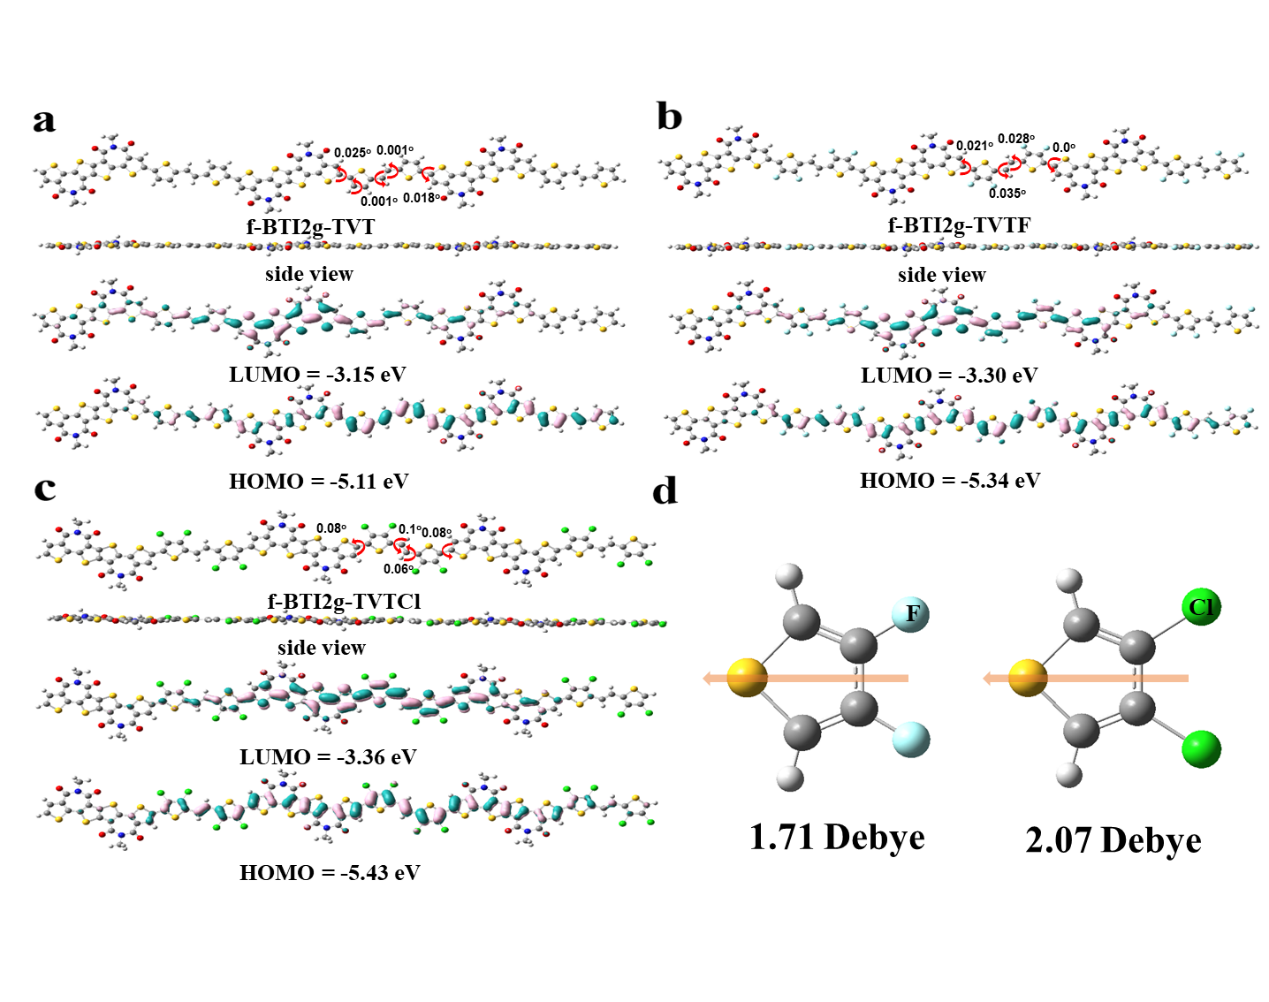 a
0.025° 0.001°
0.001° 0.018°
f-BTI2g-TVT
side view
LUMO = -3.15 eV
HOMO = -5.11 eV
b
0.021° 0.028° 0.0°
0.035°
f-BTI2g-TVTF
side view
LUMO = -3.30 eV
HOMO = -5.34 eV
c
0.08° 0.1° 0.08°
0.06°
f-BTI2g-TVTCl
side view
LUMO = -3.36 eV
HOMO = -5.43 eV
d
F
Cl
1.71 Debye
2.07 Debye